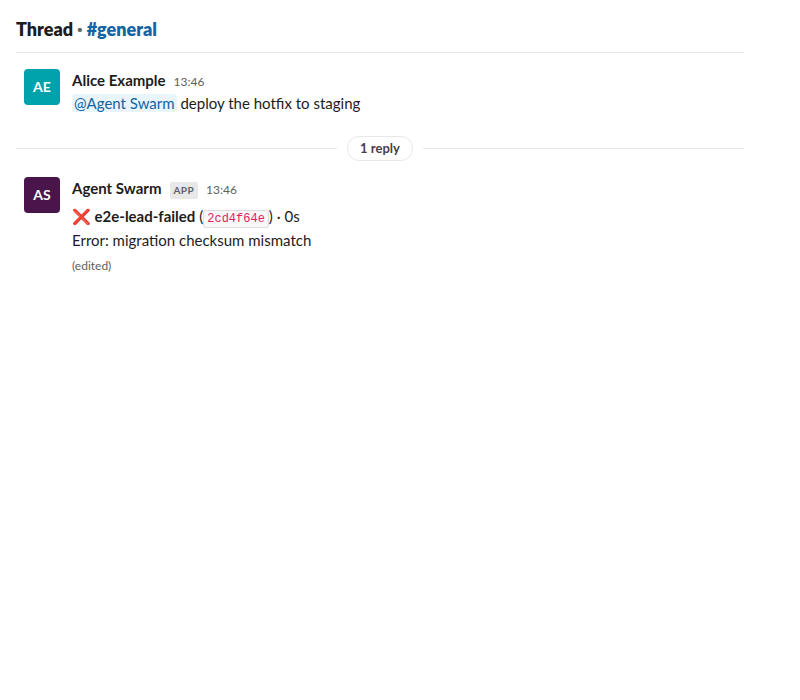 Thread • #general
AE
Alice Example 13:46
@Agent Swarm deploy the hotfix to staging
1 reply
AS
Agent Swarm APP 13:46
❌ e2e-lead-failed (2cd4f64e) · 0s
Error: migration checksum mismatch
(edited)